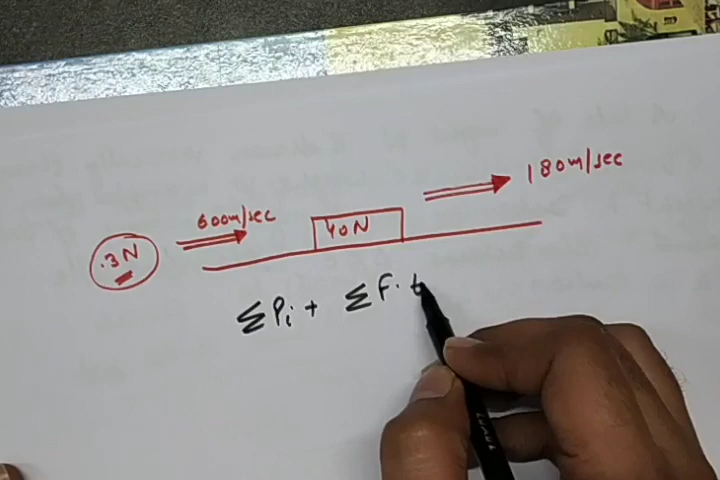 180m/sec
600m/sec
40N
.3N
ΣPi + ΣF. t